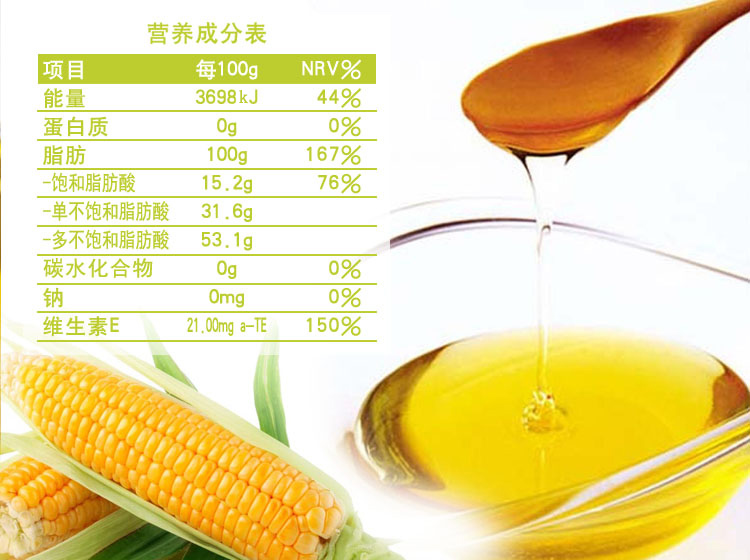 营养成分表
项目 每100g NRV%
能量 3698kJ 44%
蛋白质 0g 0%
脂肪 100g 167%
-饱和脂肪酸 15.2g 76%
-单不饱和脂肪酸 31.6g
-多不饱和脂肪酸 53.1g
碳水化合物 0g 0%
钠 0mg 0%
维生素E 21.00mg a-TE 150%